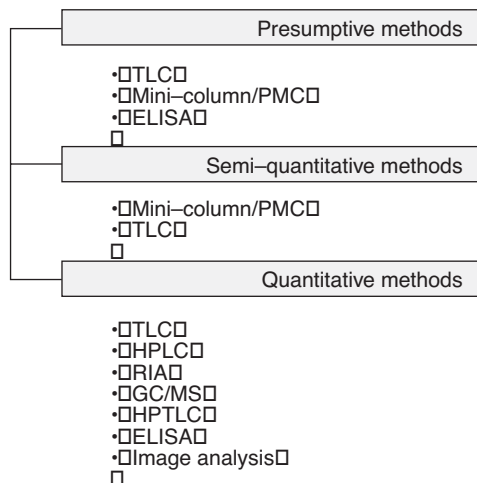 Presumptive methods
•□TLC□
•□Mini–column/PMC□
•□ELISA□
□
Semi–quantitative methods
•□Mini–column/PMC□
•□TLC□
□
Quantitative methods
•□TLC□
•□HPLC□
•□RIA□
•□GC/MS□
•□HPTLC□
•□ELISA□
•□Image analysis□
□